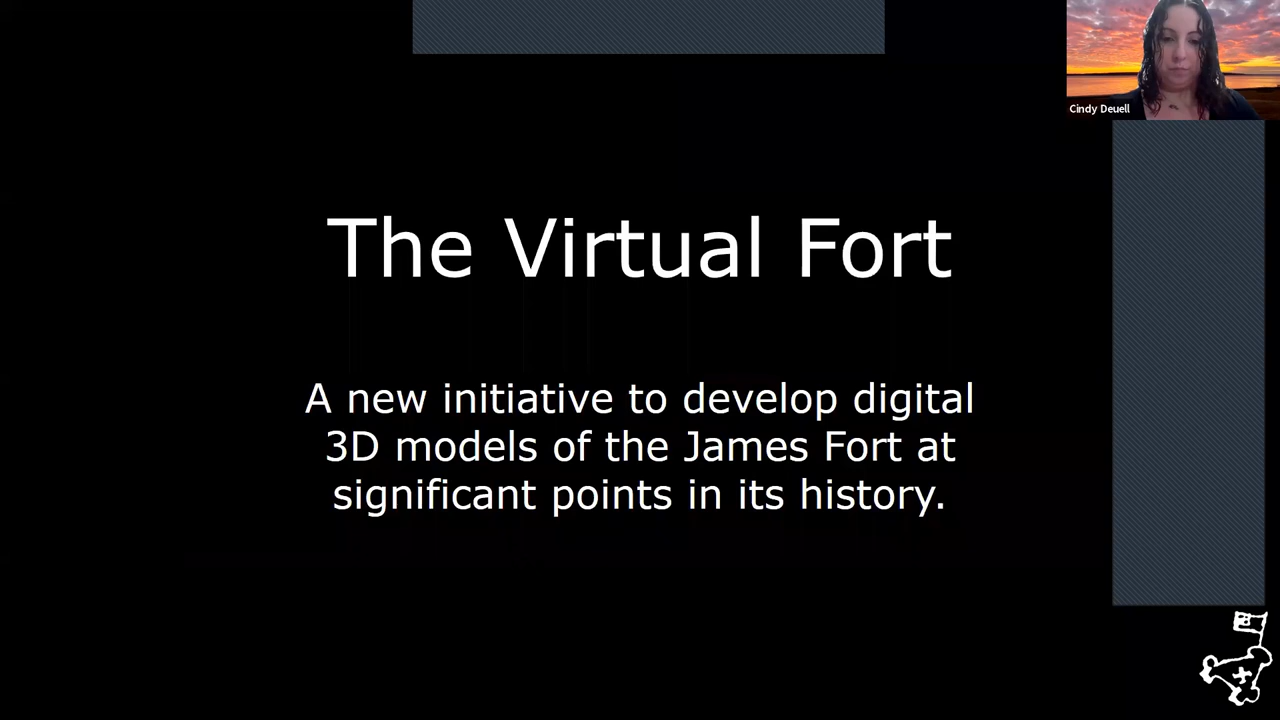 Cindy Deuell
The Virtual Fort
A new initiative to develop digital
3D models of the James Fort at
significant points in its history.